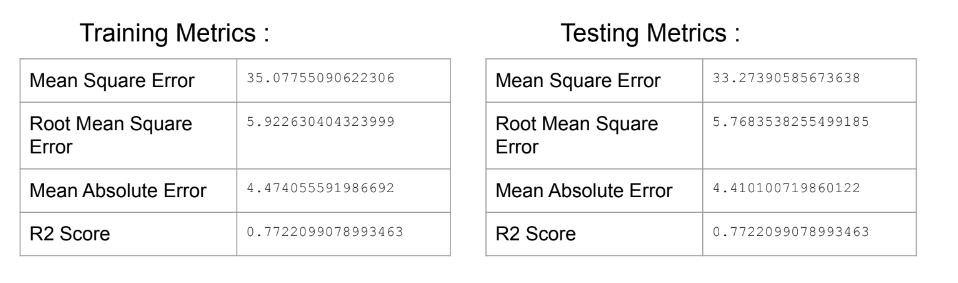 Training Metrics :
Mean Square Error 35.07755090622306
Root Mean Square 5.922630404323999
Error
Mean Absolute Error 4.474055591986692
R2 Score 0.7722099078993463
Testing Metrics :
Mean Square Error 33.27390585673638
Root Mean Square 5.7683538255499185
Error
Mean Absolute Error 4.410100719860122
R2 Score 0.7722099078993463